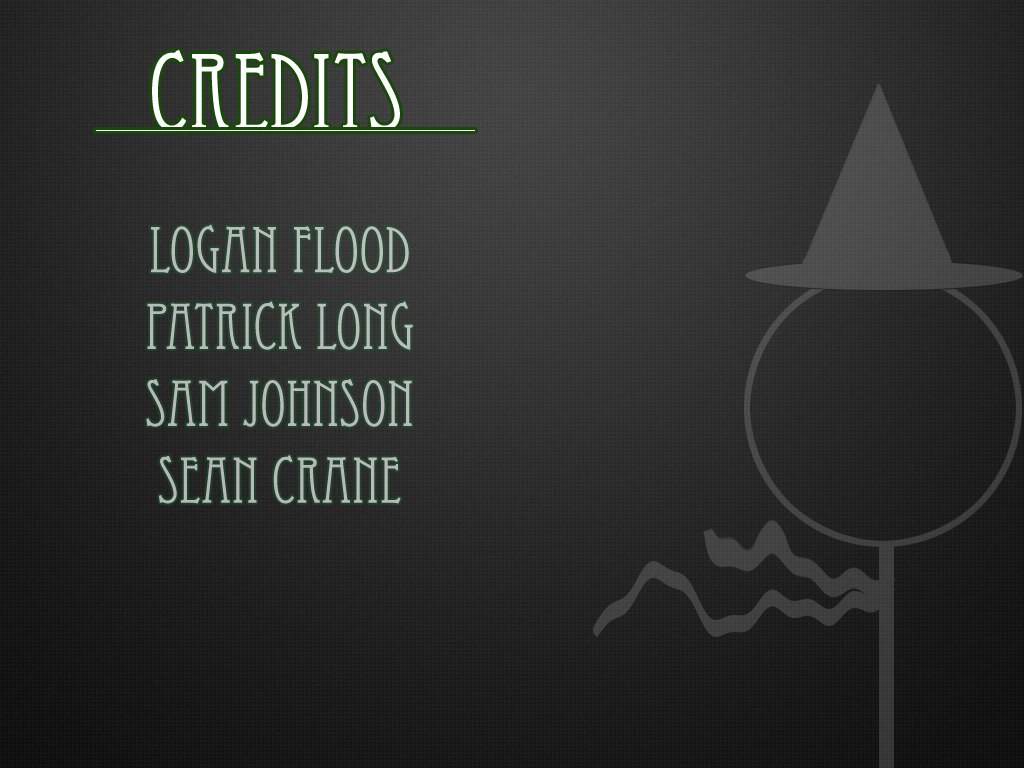 CREDITS
LOGAN FLOOD
PATRICK LONG
SAM JOHNSON
SEAN CRANE